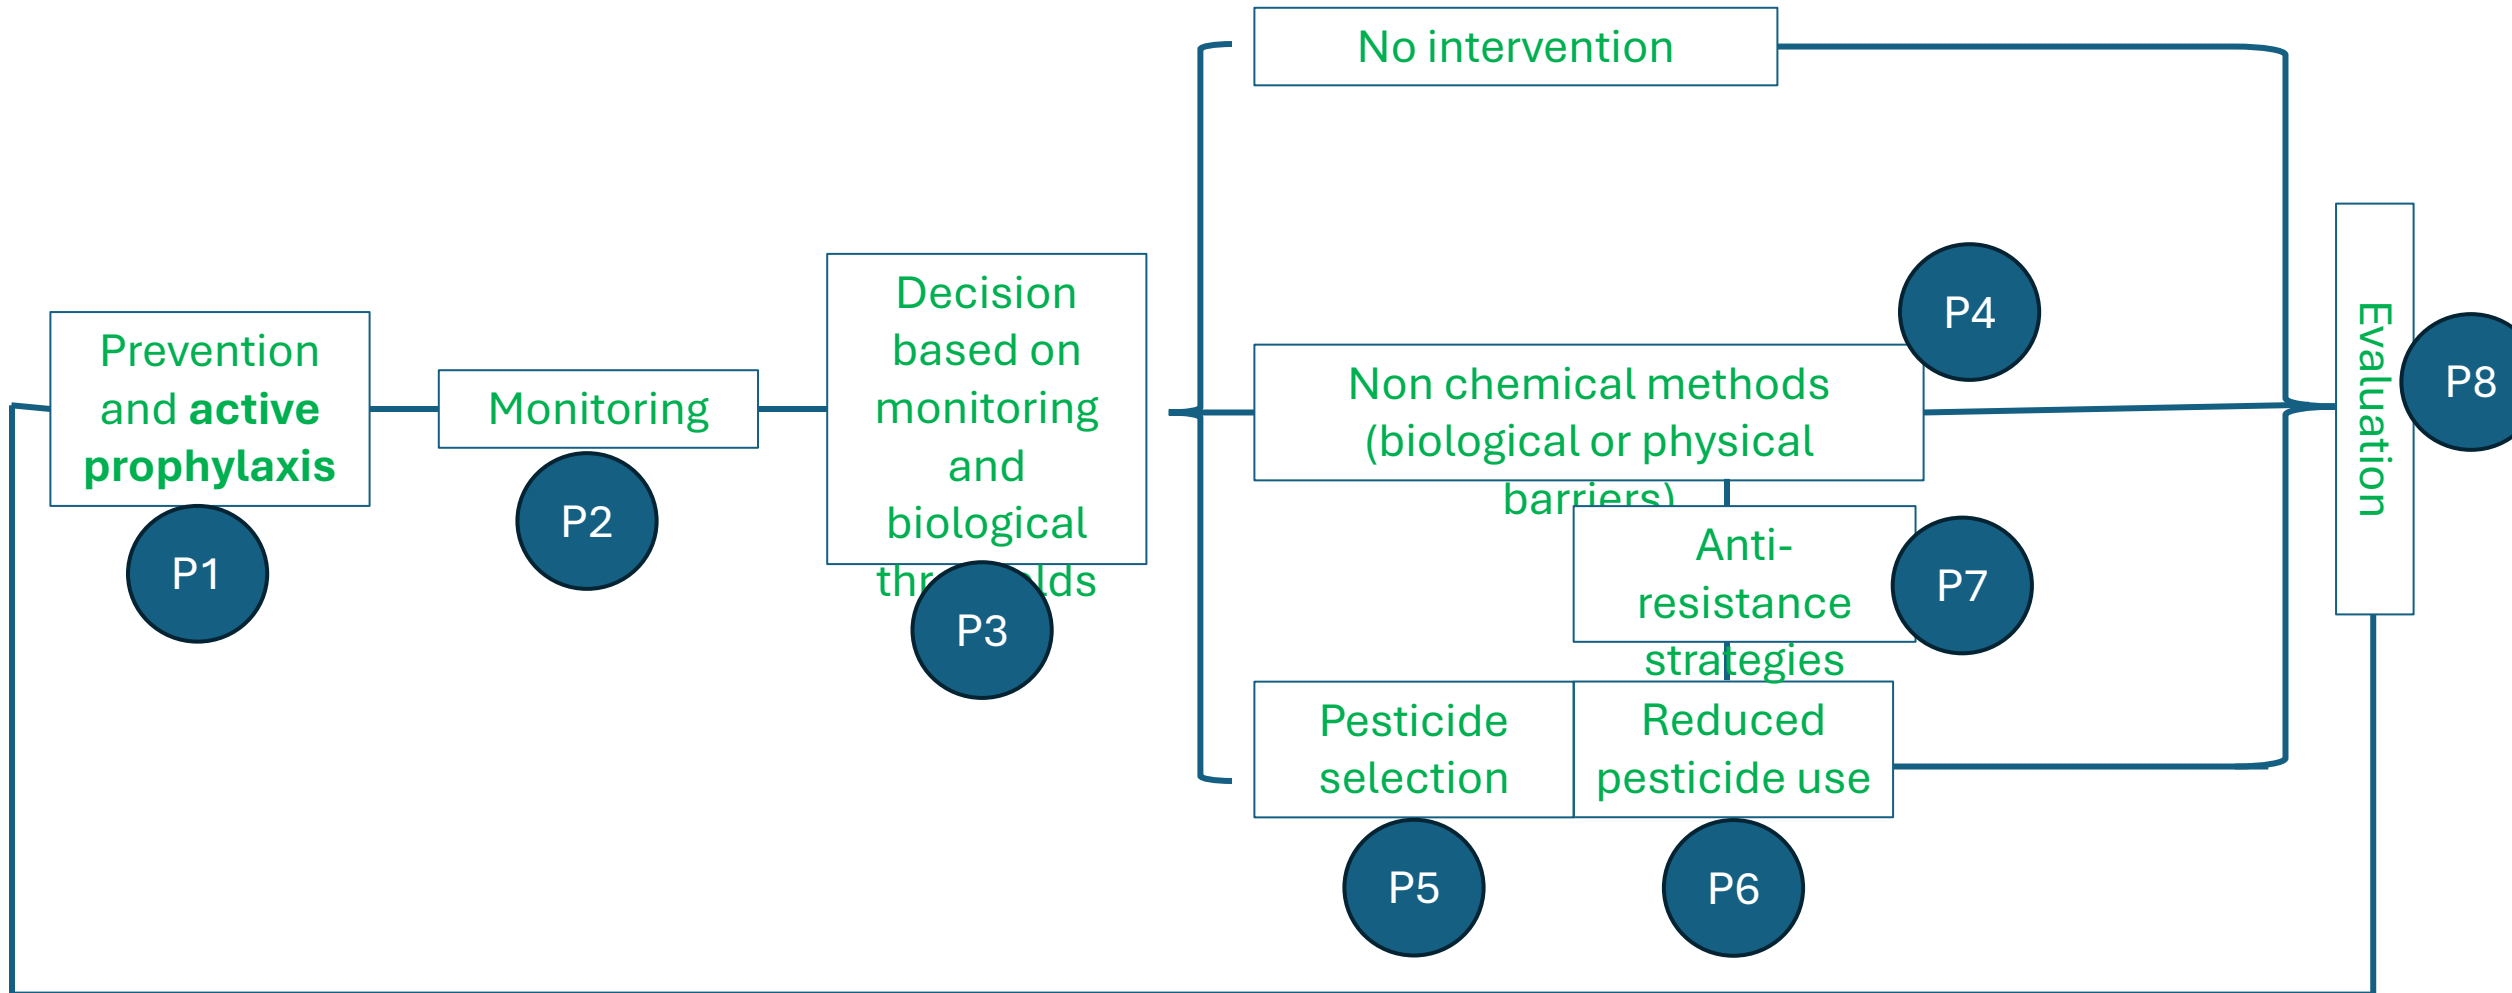 No intervention
Prevention
and active
prophylaxis
P1
Monitoring
P2
Decision
based on
monitoring
and
biological
P3
Non chemical methods
(biological or physical
barriers)
P4
Anti-
resistance
strategies
P7
Pesticide
selection
P5
Reduced
pesticide use
P6
Evaluation
P8